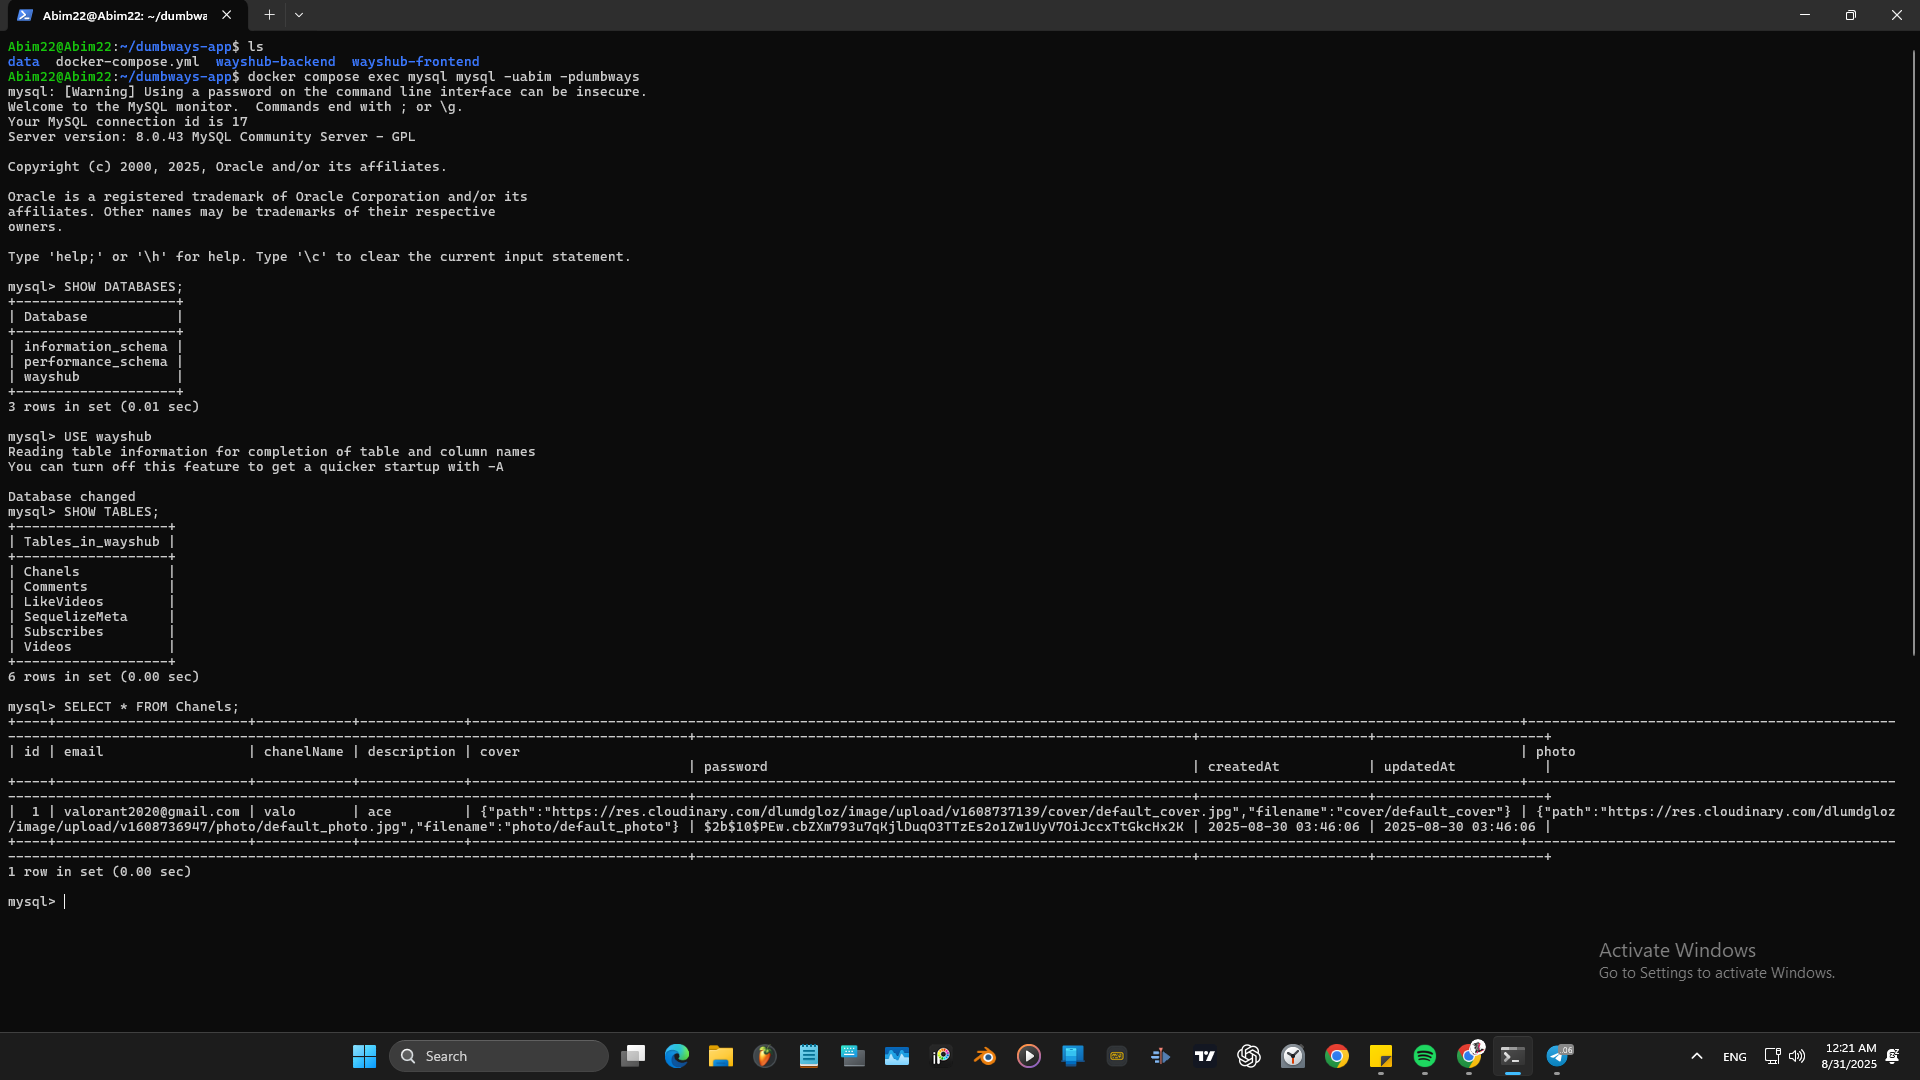 Abim22@Abim22: ~/dumbwa
Abim22@Abim22:~/dumbways-app$ ls
data  docker-compose.yml  wayshub-backend  wayshub-frontend
Abim22@Abim22:~/dumbways-app$ docker compose exec mysql mysql -uabim -pdumbways
mysql: [Warning] Using a password on the command line interface can be insecure.
Welcome to the MySQL monitor.  Commands end with ; or \g.
Your MySQL connection id is 17
Server version: 8.0.43 MySQL Community Server - GPL
Copyright (c) 2000, 2025, Oracle and/or its affiliates.
Oracle is a registered trademark of Oracle Corporation and/or its
affiliates. Other names may be trademarks of their respective
owners.
Type 'help;' or '\h' for help. Type '\c' to clear the current input statement.
mysql> SHOW DATABASES;
+--------------------+
| Database           |
+--------------------+
| information_schema |
| performance_schema |
| wayshub            |
+--------------------+
3 rows in set (0.01 sec)
mysql> USE wayshub
Reading table information for completion of table and column names
You can turn off this feature to get a quicker startup with -A
Database changed
mysql> SHOW TABLES;
+-------------------+
| Tables_in_wayshub |
+-------------------+
| Chanels           |
| Comments          |
| LikeVideos        |
| SequelizeMeta     |
| Subscribes        |
| Videos            |
+-------------------+
6 rows in set (0.00 sec)
mysql> SELECT * FROM Chanels;
| id | email                  | chanelName | description | cover | photo
| password | createdAt | updatedAt |
|  1 | valorant2020@gmail.com | valo       | ace         | {"path":"https://res.cloudinary.com/dlumdgloz/image/upload/v1608737139/cover/default_cover.jpg","filename":"cover/default_cover"} | {"path":"https://res.cloudinary.com/dlumdgloz
/image/upload/v1608736947/photo/default_photo.jpg","filename":"photo/default_photo"} | $2b$10$PEw.cbZXm793u7qKjlDuqO3TTzEs2o1Zw1UyV7OiJccxTtGkcHx2K | 2025-08-30 03:46:06 | 2025-08-30 03:46:06 |
1 row in set (0.00 sec)
mysql>
Activate Windows
Go to Settings to activate Windows.
Search
ENG
12:21 AM
8/31/2025